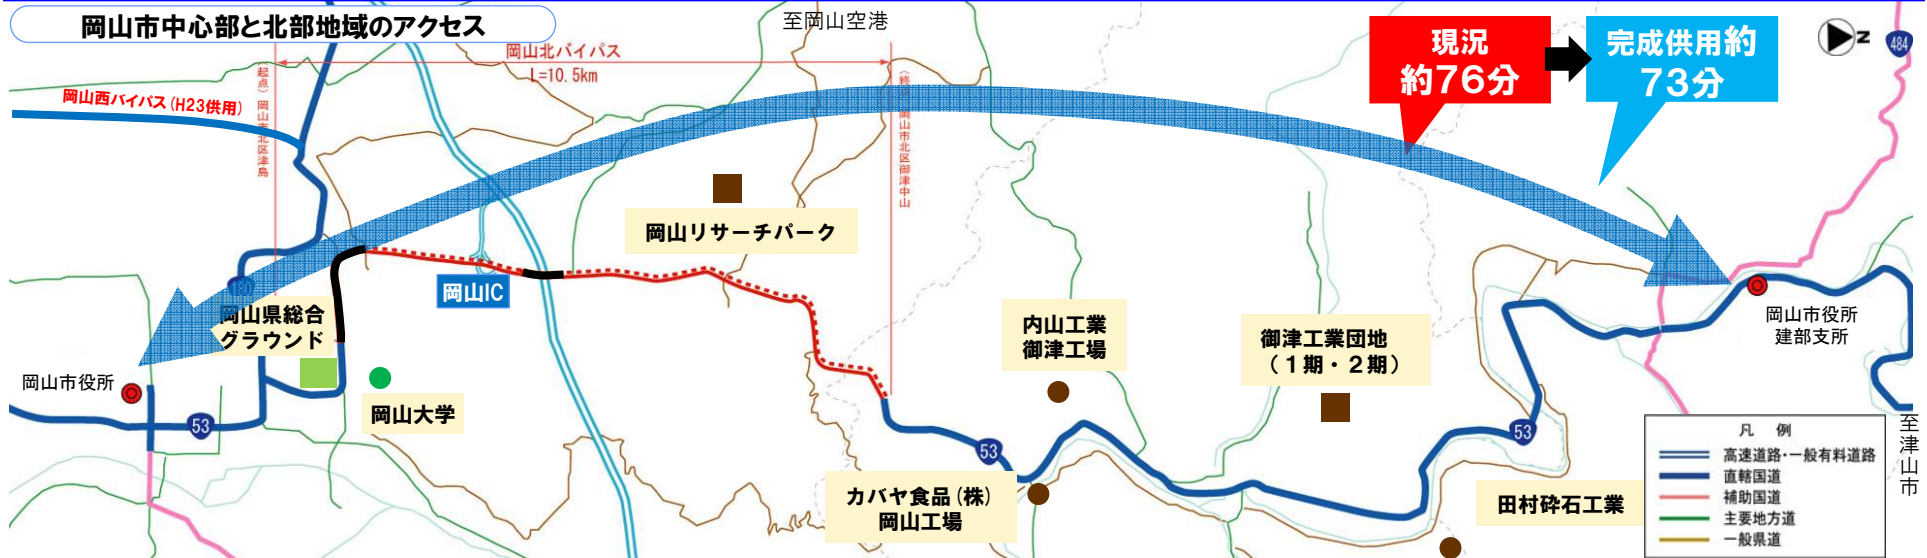 岡山市中心部と北部地域のアクセス
至岡山空港
岡山北バイパス
L=10.5km
現況
約76分
完成供用約
73分
N
484
岡山西バイパス(H23供用)
起点)岡山市北区津島
(終点)岡山市北区御津中山
岡山リサーチパーク
岡山IC
180
岡山県総合
グラウンド
岡山市役所
53
岡山大学
内山工業
御津工場
御津工業団地
(1期・2期)
岡山市役所
建部支所
53
53
カバヤ食品(株)
岡山工場
田村砕石工業
至津山市
凡 例
高速道路・一般有料道路
直轄国道
補助国道
主要地方道
一般県道